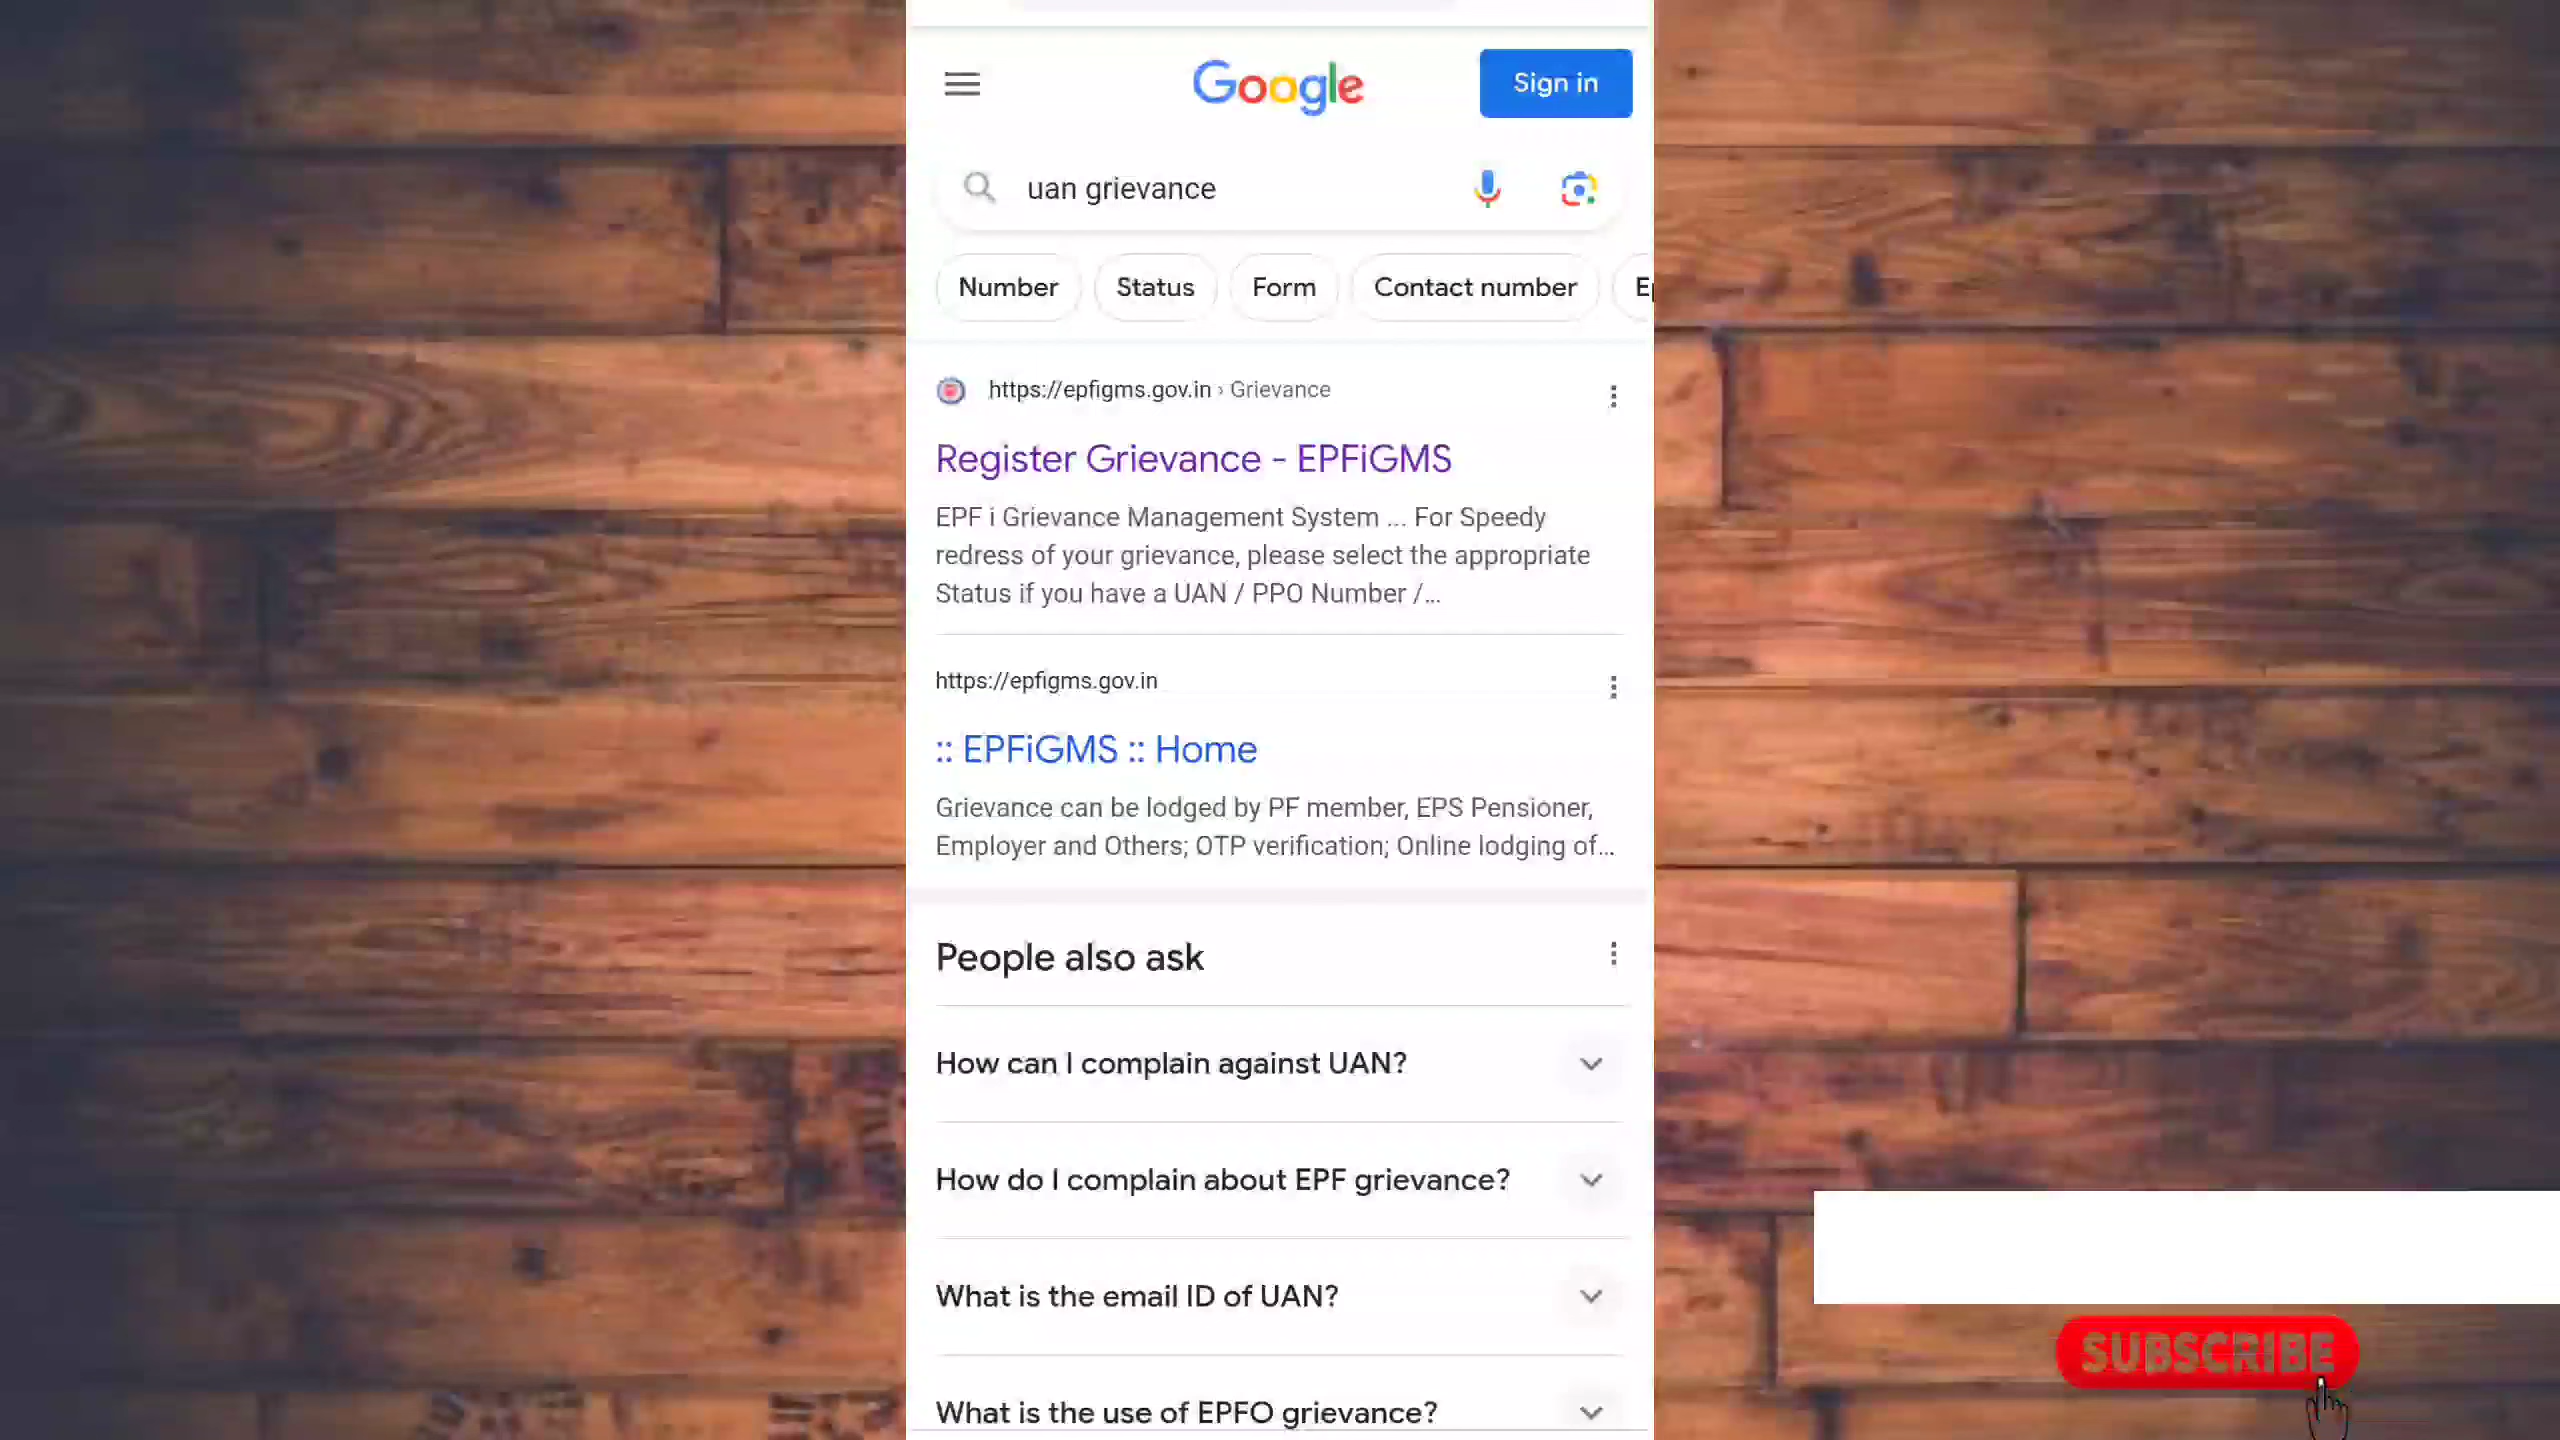 Google
Sign in
uan grievance
Number
Status
Form
Contact number
https://epfigms.gov.in › Grievance
Register Grievance - EPFiGMS
EPF i Grievance Management System ... For Speedy
redress of your grievance, please select the appropriate
Status if you have a UAN / PPO Number /...
https://epfigms.gov.in
:: EPFiGMS :: Home
Grievance can be lodged by PF member, EPS Pensioner,
Employer and Others; OTP verification; Online lodging of...
People also ask
How can I complain against UAN?
How do I complain about EPF grievance?
What is the email ID of UAN?
What is the use of EPFO grievance?
SUBSCRIBE